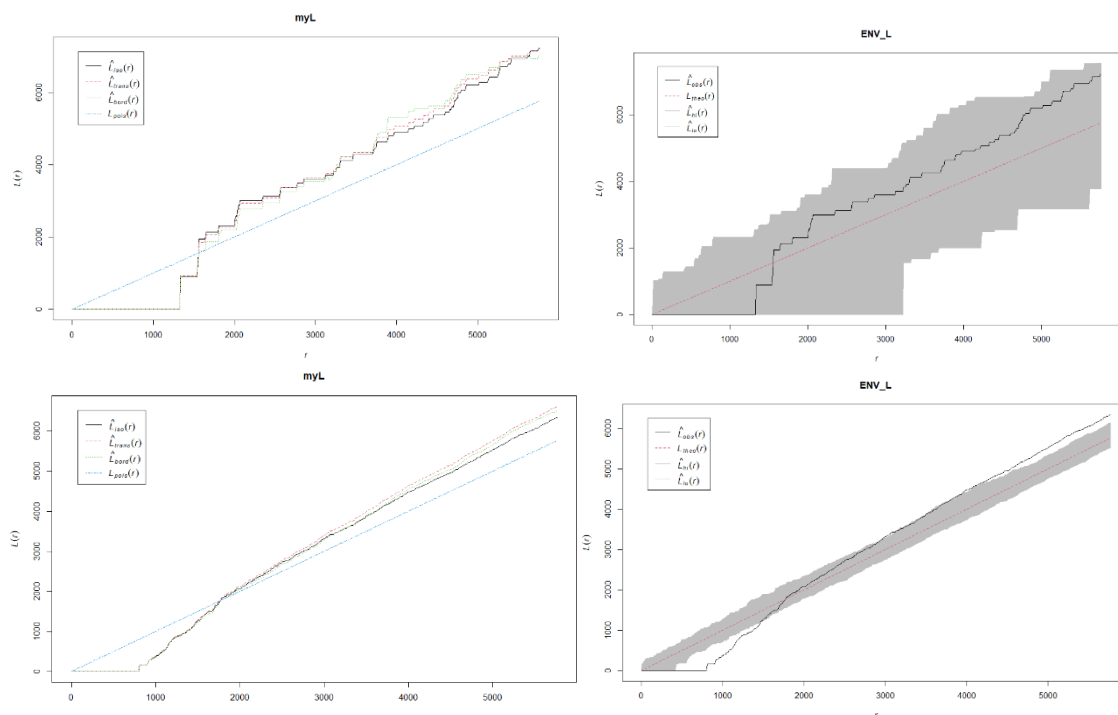 myL
L̂iso(r)
L̂trans(r)
L̂bord(r)
Lpois(r)
L(r)
0 2000 4000 6000
0 1000 2000 3000 4000 5000
r
ENV_L
L̂obs(r)
Ltheo(r)
L̂hi(r)
L̂lo(r)
L(r)
0 2000 4000 6000
0 1000 2000 3000 4000 5000
r
myL
L̂iso(r)
L̂trans(r)
L̂bord(r)
Lpois(r)
L(r)
0 1000 2000 3000 4000 5000 6000
0 1000 2000 3000 4000 5000
ENV_L
L̂obs(r)
Ltheo(r)
L̂hi(r)
L̂lo(r)
L(r)
0 1000 2000 3000 4000 5000 6000
0 1000 2000 3000 4000 5000
r